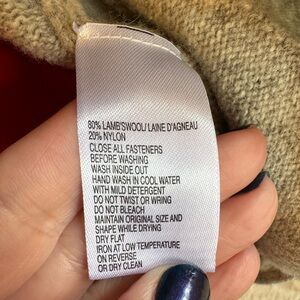 80% LAMB'SWOOL/ LAINE D'AGNEAU
20% NYLON
CLOSE ALL FASTENERS
BEFORE WASHING
WASH INSIDE OUT
HAND WASH IN COOL WATER
WITH MILD DETERGENT
DO NOT TWIST OR WRING
DO NOT BLEACH
MAINTAIN ORIGINAL SIZE AND
SHAPE WHILE DRYING
DRY FLAT
IRON AT LOW TEMPERATURE
ON REVERSE
OR DRY CLEAN